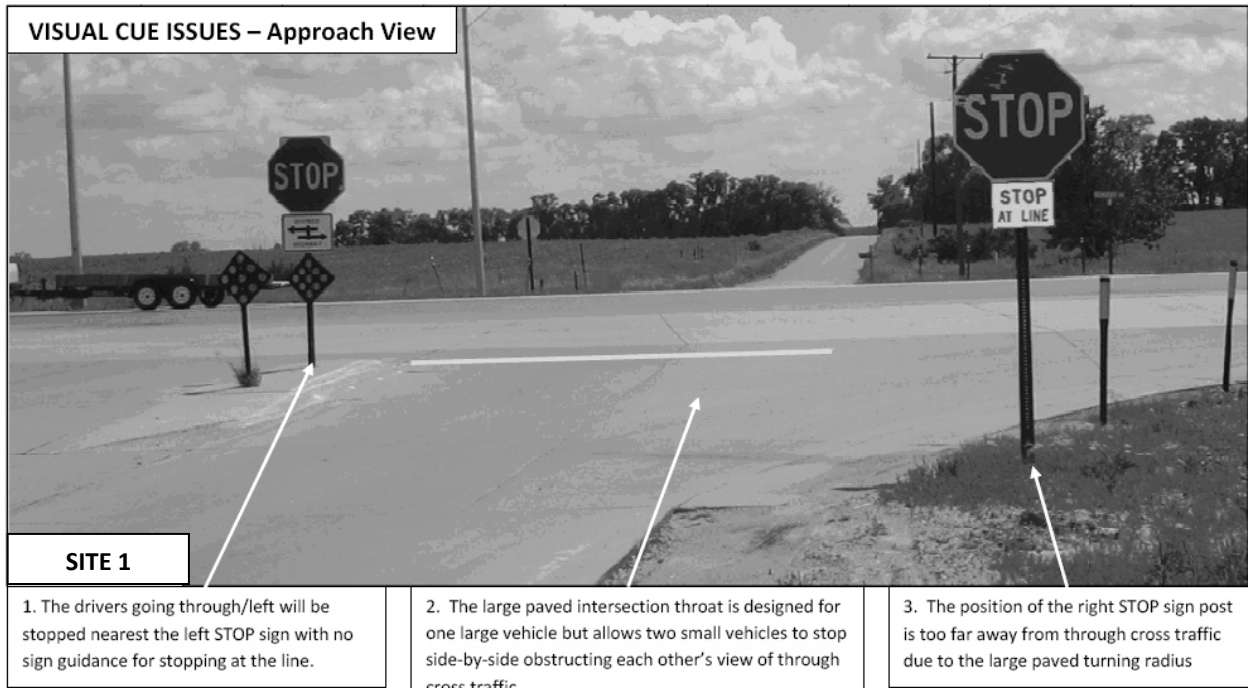 VISUAL CUE ISSUES – Approach View
STOP
DIVIDED
HIGHWAY
STOP
STOP
AT LINE
SITE 1
1. The drivers going through/left will be
stopped nearest the left STOP sign with no
sign guidance for stopping at the line.
2. The large paved intersection throat is designed for
one large vehicle but allows two small vehicles to stop
side-by-side obstructing each other's view of through
cross traffic
3. The position of the right STOP sign post
is too far away from through cross traffic
due to the large paved turning radius